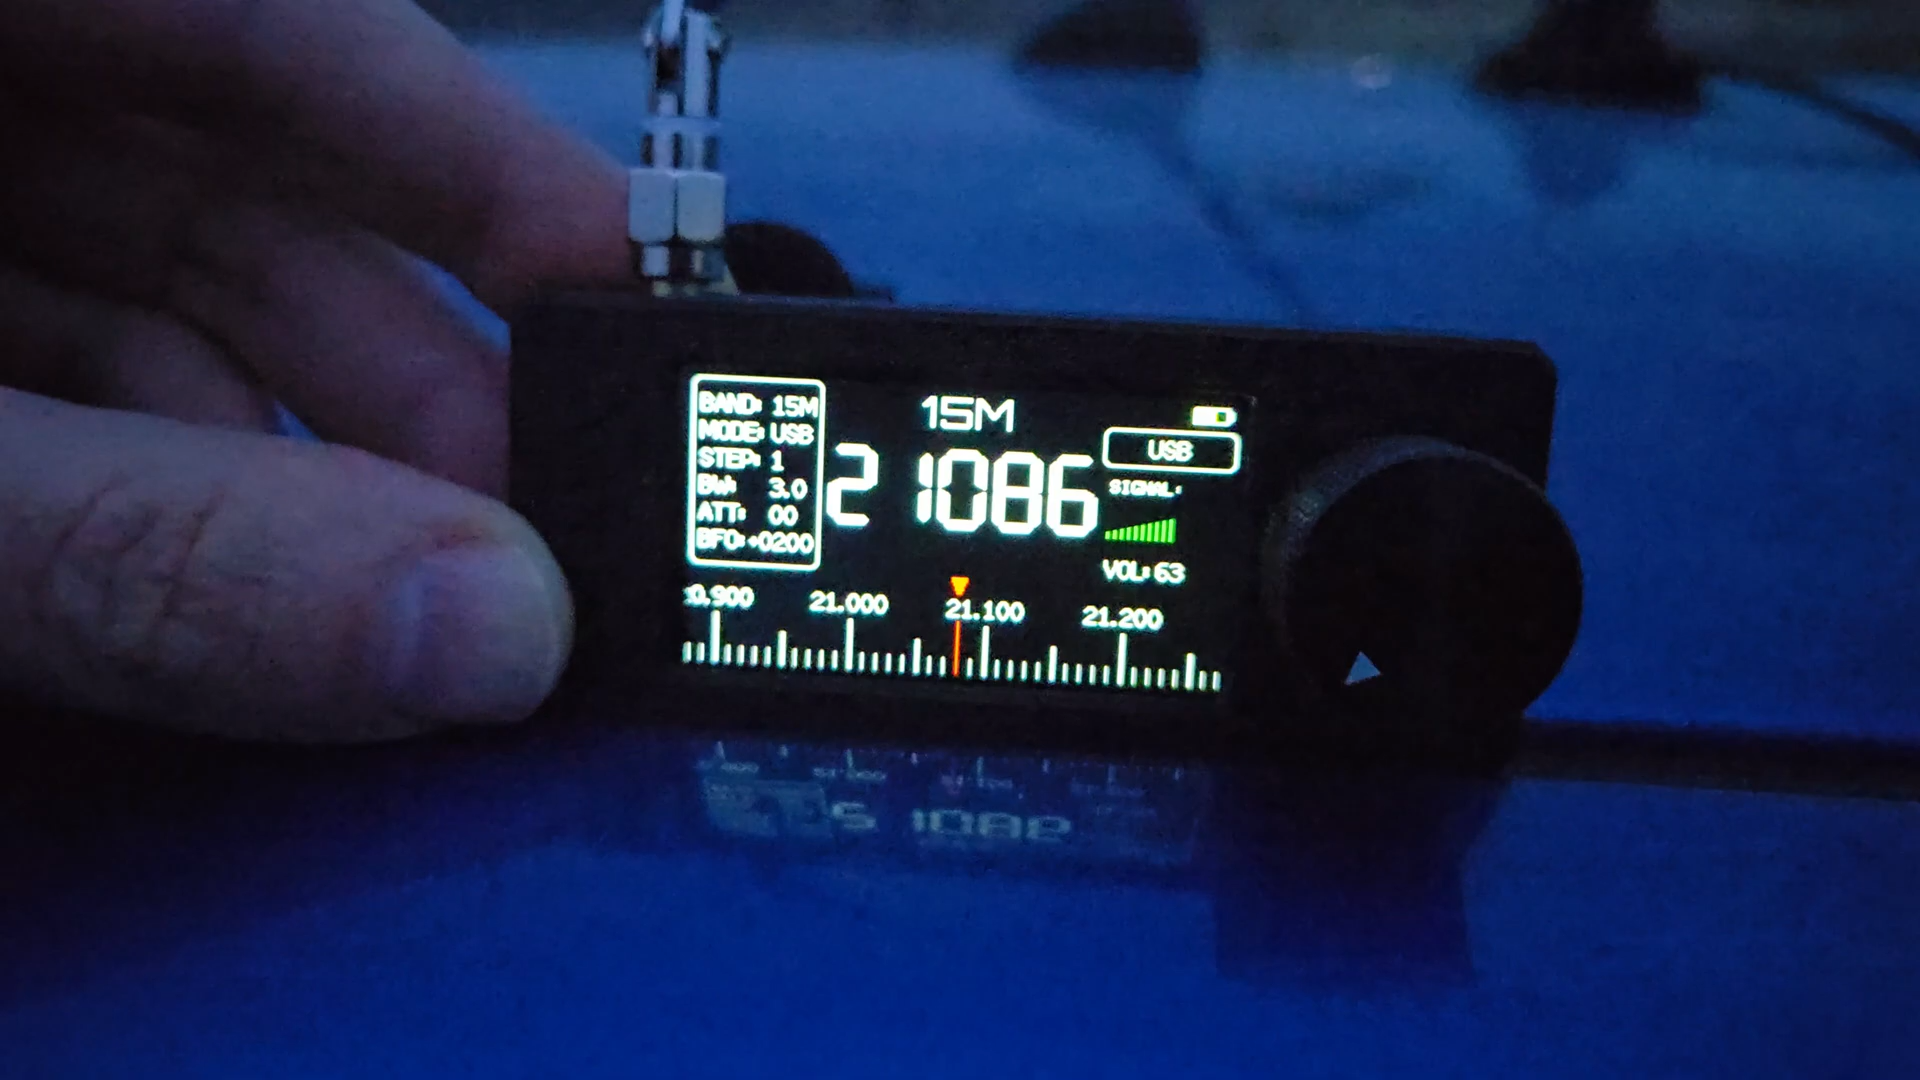 BAND: 15M
MODE: USB
STEP: 1
BW: 3.0
ATT: 00
BFO: +0200
15M
21086
USB
SIGNAL:
VOL: 63
0.900 21.000 21.100 21.200